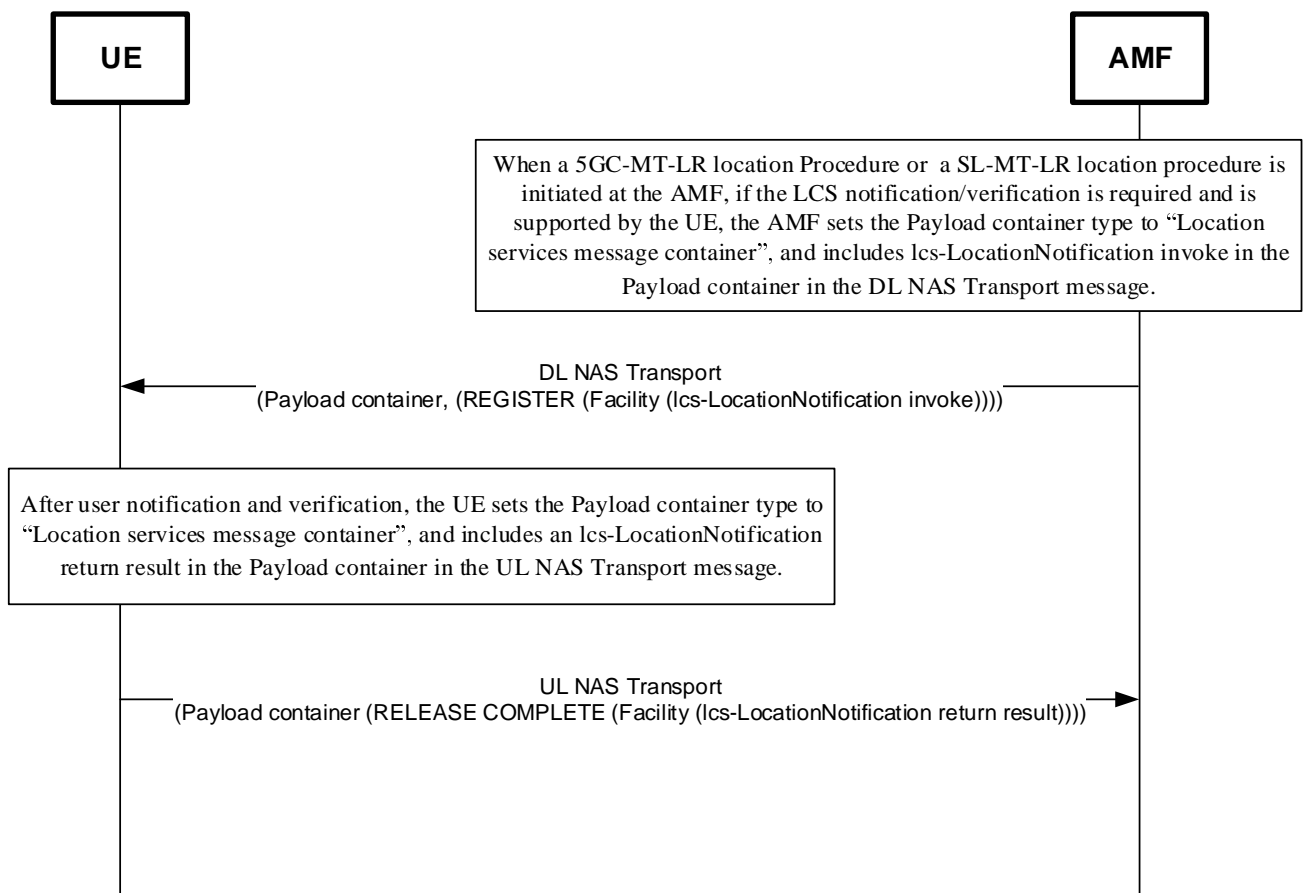 UE
AMF
When a 5GC-MT-LR location Procedure or a SL-MT-LR location procedure is
initiated at the AMF, if the LCS notification/verification is required and is
supported by the UE, the AMF sets the Payload container type to “Location
services message container”, and includes lcs-LocationNotification invoke in the
Payload container in the DL NAS Transport message.
DL NAS Transport
(Payload container, (REGISTER (Facility (lcs-LocationNotification invoke))))
After user notification and verification, the UE sets the Payload container type to
“Location services message container”, and includes an lcs-LocationNotification
return result in the Payload container in the UL NAS Transport message.
UL NAS Transport
(Payload container (RELEASE COMPLETE (Facility (lcs-LocationNotification return result))))